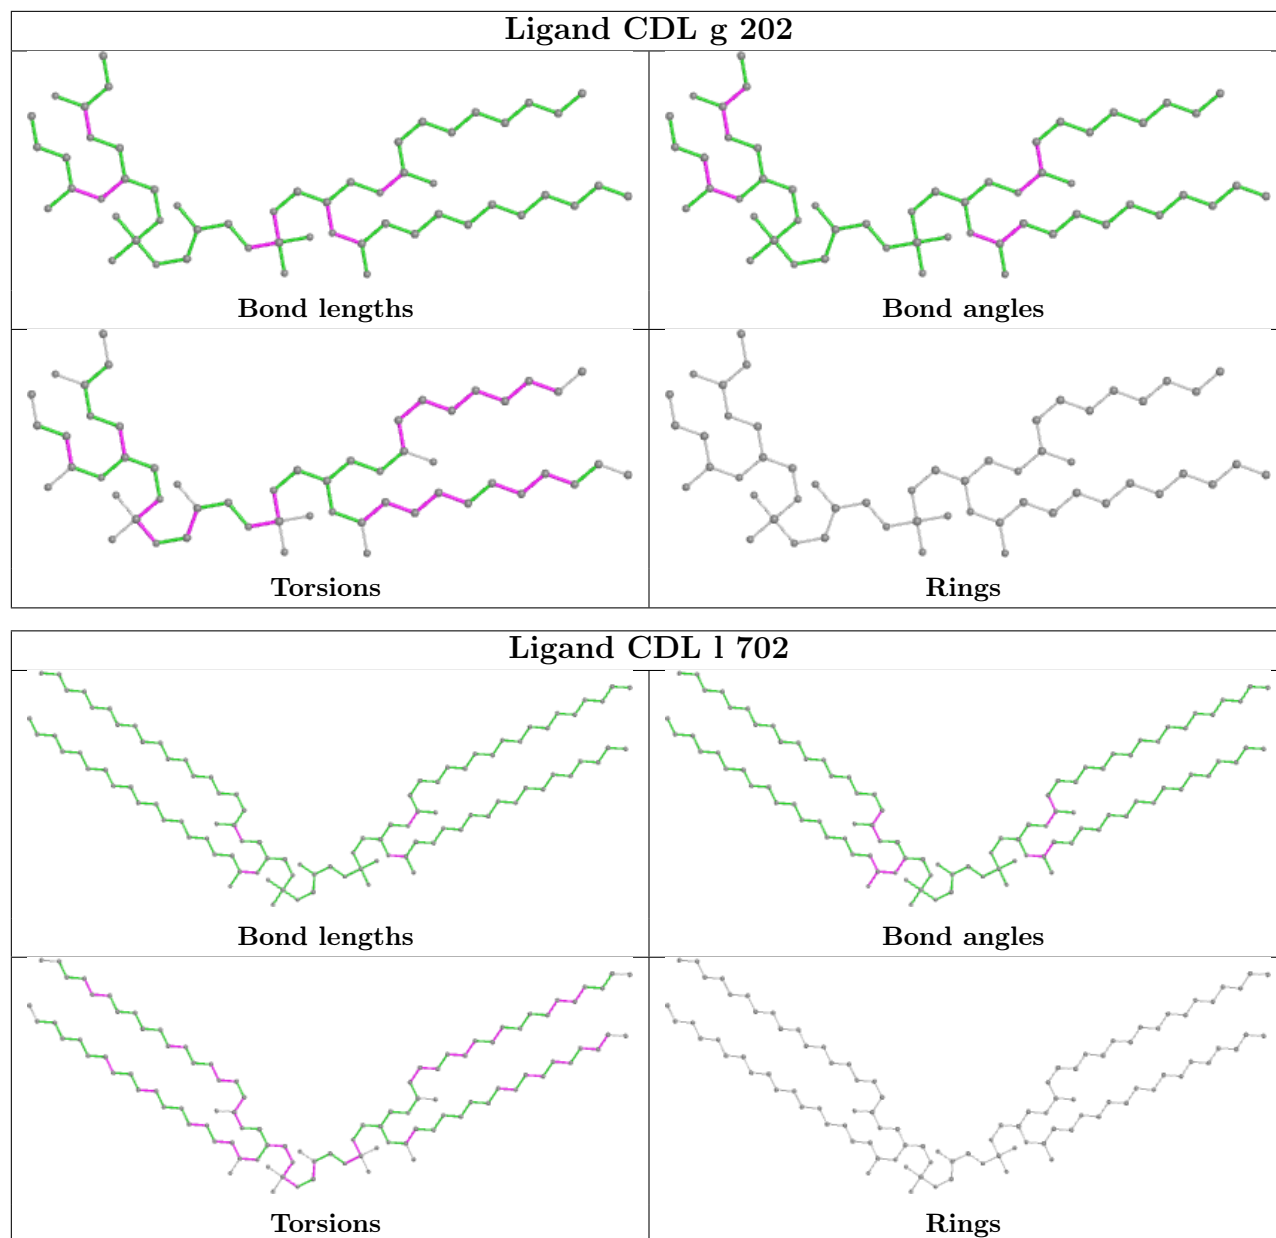 Ligand CDL g 202
Bond lengths
Bond angles
Torsions
Rings
Ligand CDL l 702
Bond lengths
Bond angles
Torsions
Rings